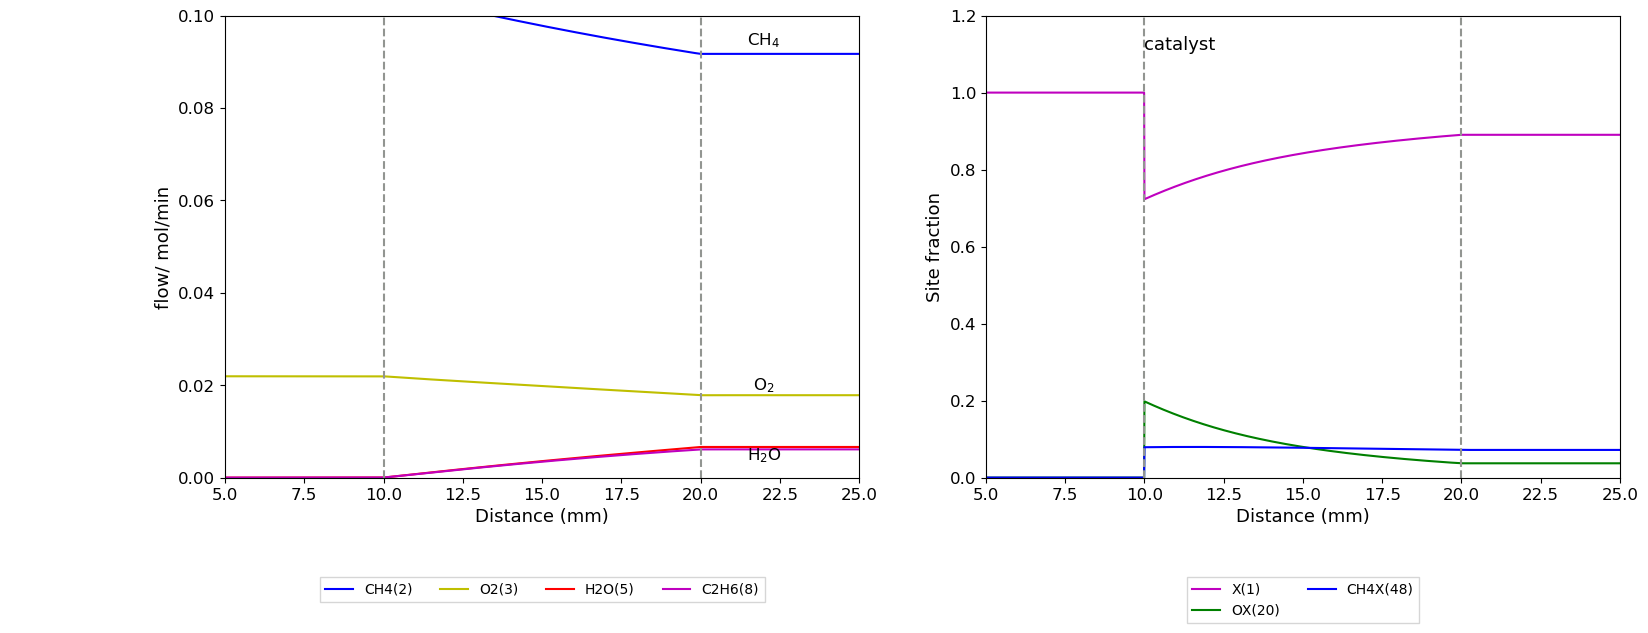 0.10
0.08
0.06
0.04
0.02
0.00
flow/ mol/min
CH₄
O₂
H₂O
5.0 7.5 10.0 12.5 15.0 17.5 20.0 22.5 25.0
Distance (mm)
CH4(2) O2(3) H2O(5) C2H6(8)
1.2
1.0
0.8
0.6
0.4
0.2
0.0
Site fraction
catalyst
5.0 7.5 10.0 12.5 15.0 17.5 20.0 22.5 25.0
Distance (mm)
X(1) CH4X(48)
OX(20)